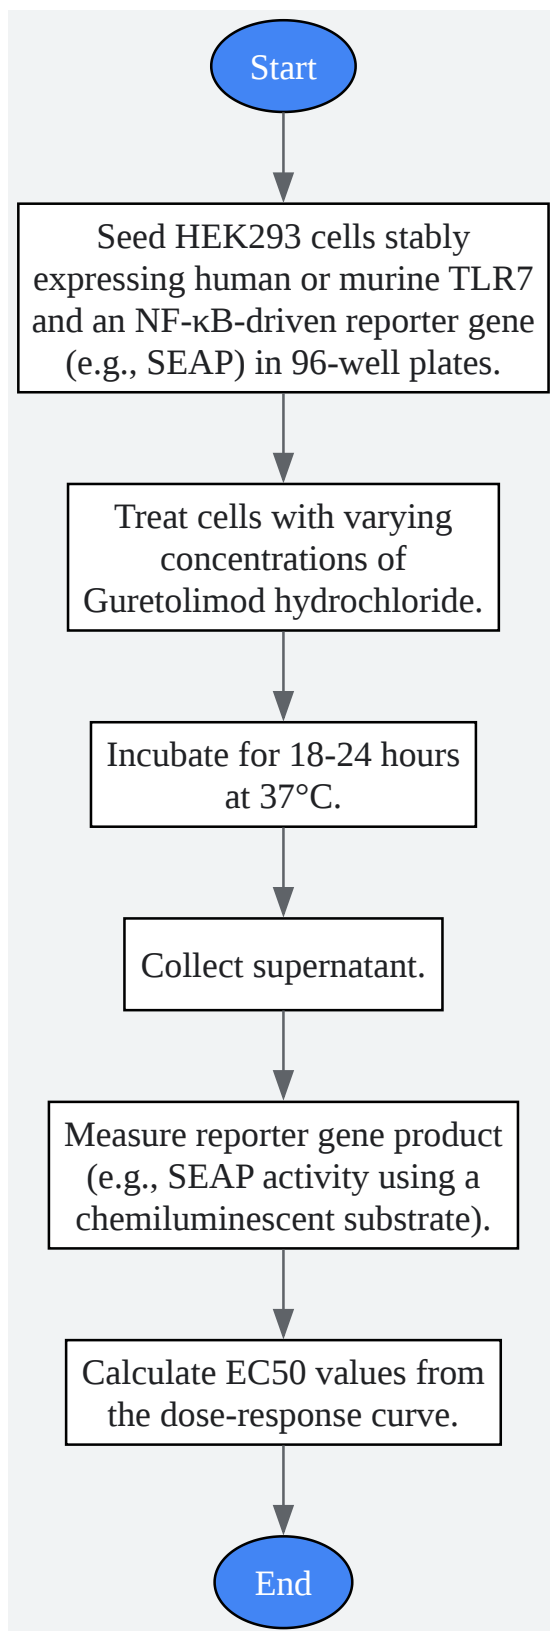 Start
Seed HEK293 cells stably
expressing human or murine TLR7
and an NF-κB-driven reporter gene
(e.g., SEAP) in 96-well plates.
Treat cells with varying
concentrations of
Guretolimod hydrochloride.
Incubate for 18-24 hours
at 37°C.
Collect supernatant.
Measure reporter gene product
(e.g., SEAP activity using a
chemiluminescent substrate).
Calculate EC50 values from
the dose-response curve.
End